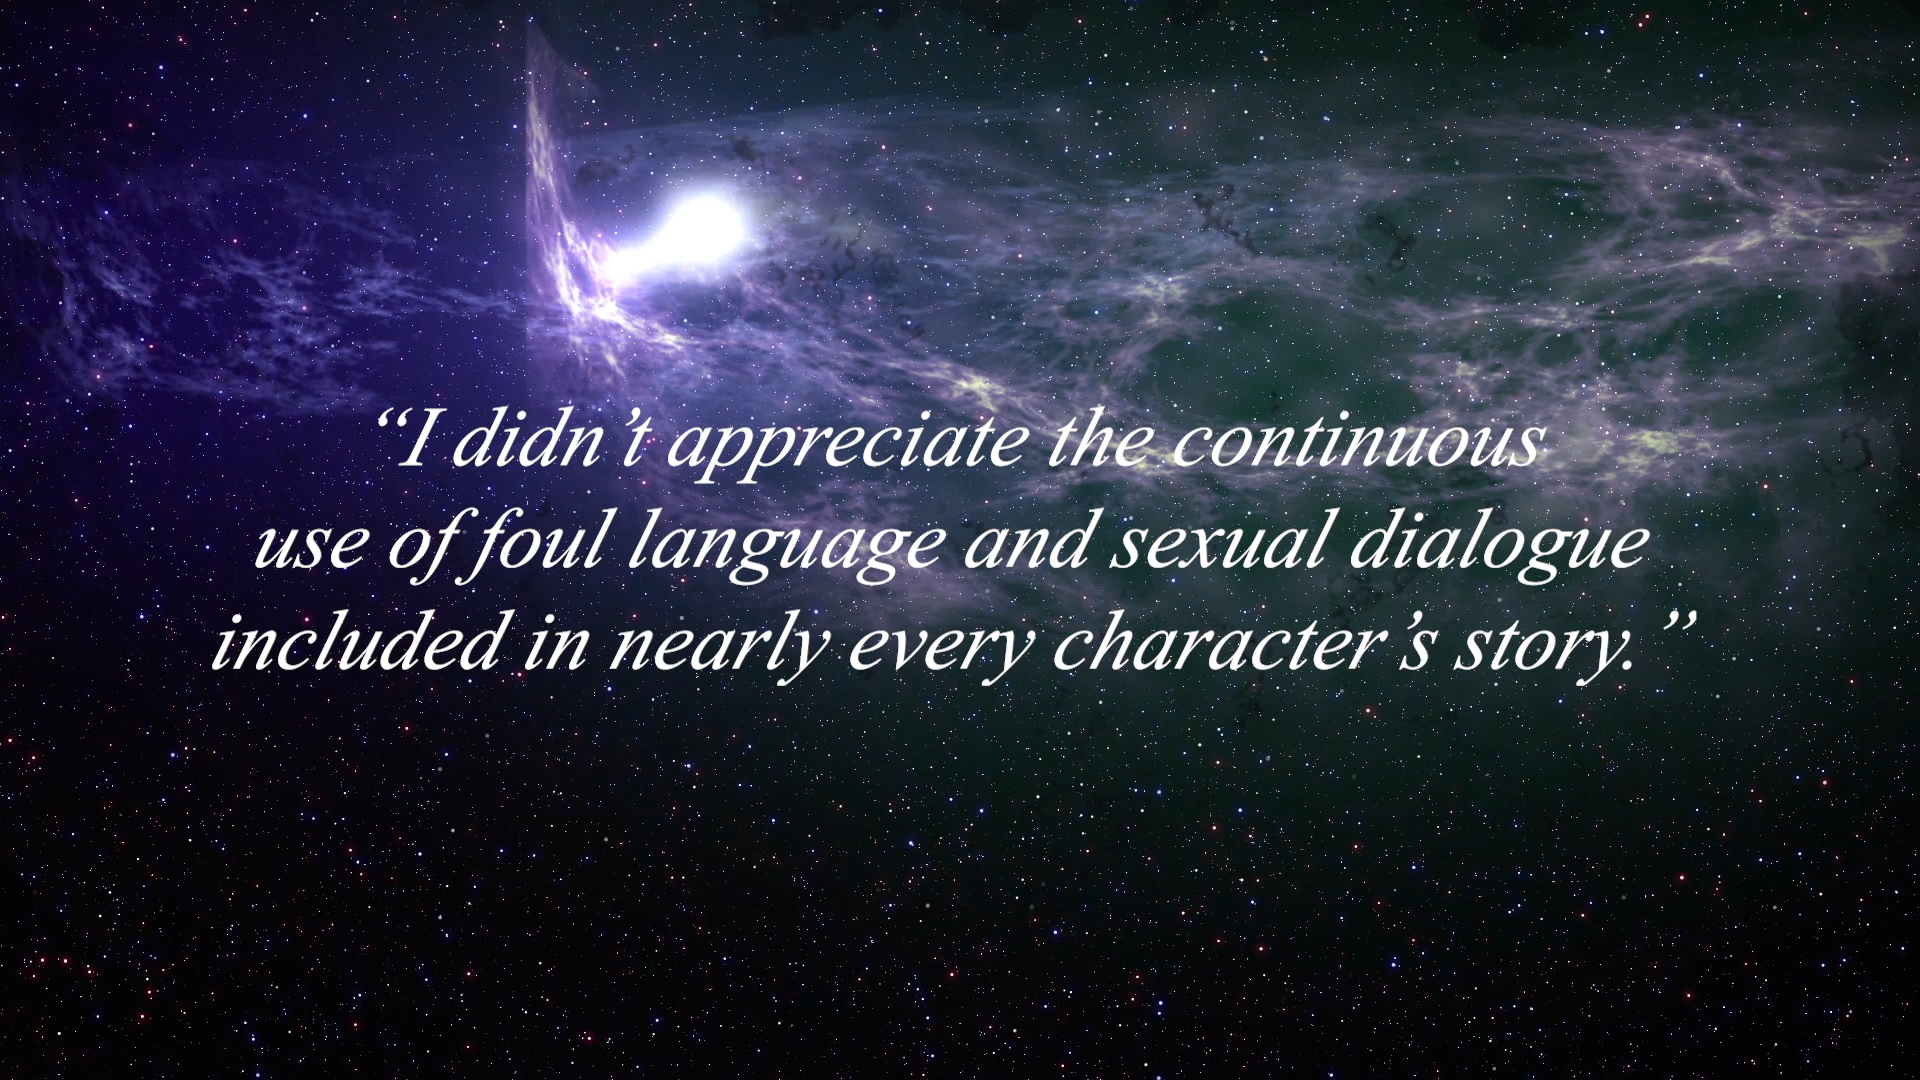 “I didn’t appreciate the continuous
use of foul language and sexual dialogue
included in nearly every character’s story.”